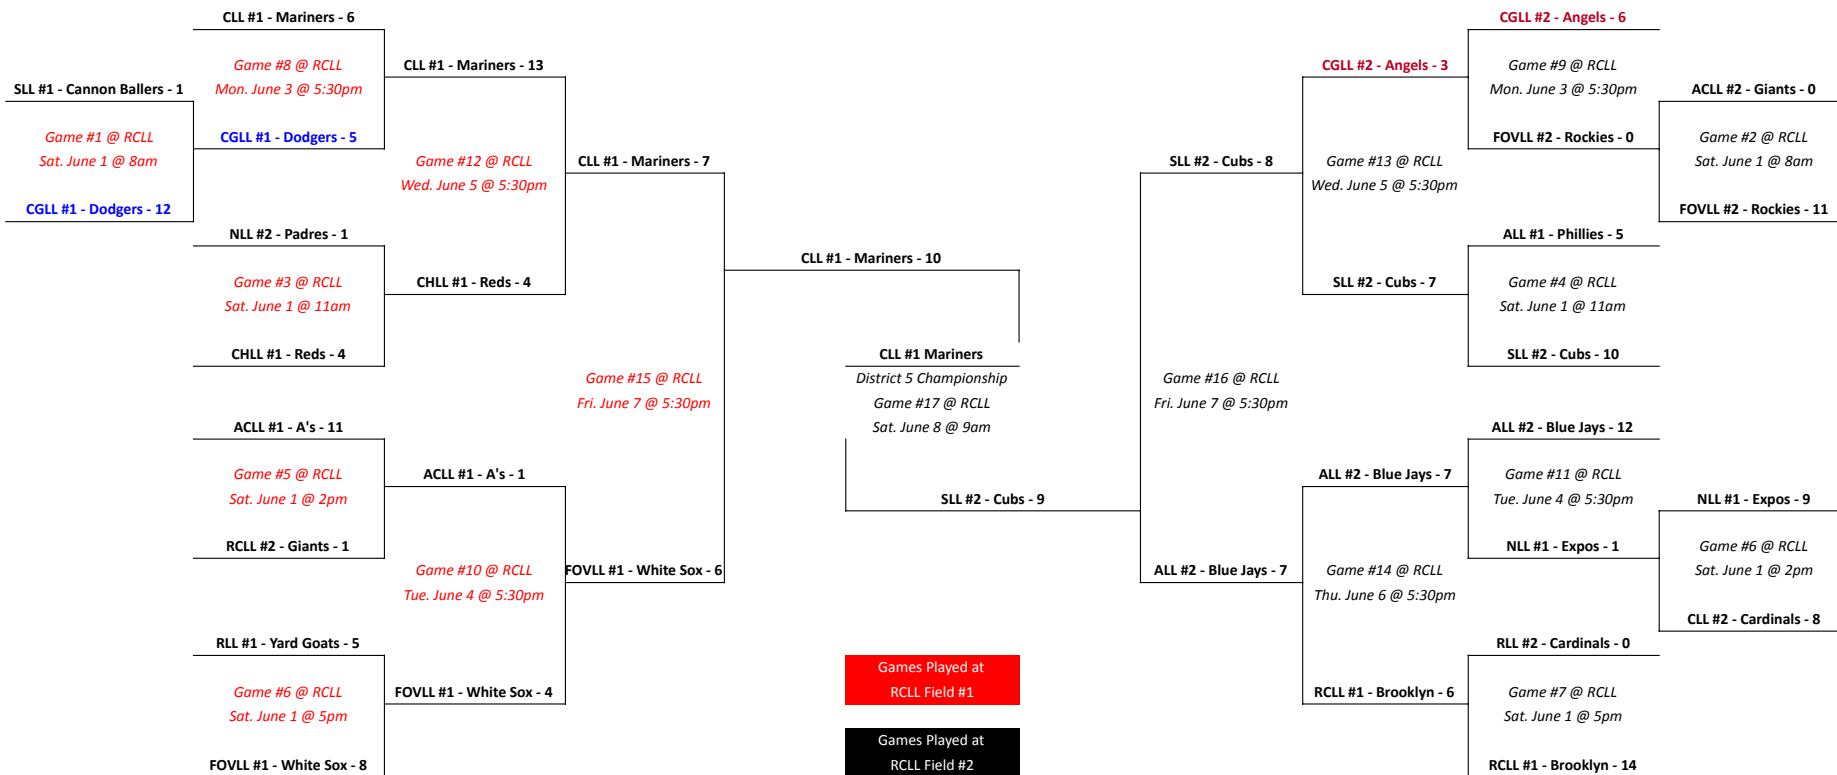 CLL #1 - Mariners - 6
Game #8 @ RCLL
Mon. June 3 @ 5:30pm
CLL #1 - Mariners - 13
SLL #1 - Cannon Ballers - 1
Game #1 @ RCLL
Sat. June 1 @ 8am
CGLL #1 - Dodgers - 5
CGLL #1 - Dodgers - 12
Game #12 @ RCLL
Wed. June 5 @ 5:30pm
CLL #1 - Mariners - 7
NLL #2 - Padres - 1
Game #3 @ RCLL
Sat. June 1 @ 11am
CHLL #1 - Reds - 4
CHLL #1 - Reds - 4
Game #15 @ RCLL
Fri. June 7 @ 5:30pm
ACLL #1 - A's - 11
Game #5 @ RCLL
Sat. June 1 @ 2pm
ACLL #1 - A's - 1
RCLL #2 - Giants - 1
Game #10 @ RCLL
Tue. June 4 @ 5:30pm
FOVLL #1 - White Sox - 6
RLL #1 - Yard Goats - 5
Game #6 @ RCLL
Sat. June 1 @ 5pm
FOVLL #1 - White Sox - 4
FOVLL #1 - White Sox - 8
CLL #1 - Mariners - 10
CLL #1 Mariners
District 5 Championship
Game #17 @ RCLL
Sat. June 8 @ 9am
SLL #2 - Cubs - 9
Games Played at
RCLL Field #1
Games Played at
RCLL Field #2
CGLL #2 - Angels - 6
CGLL #2 - Angels - 3
Game #9 @ RCLL
Mon. June 3 @ 5:30pm
ACLL #2 - Giants - 0
FOVLL #2 - Rockies - 0
Game #2 @ RCLL
Sat. June 1 @ 8am
FOVLL #2 - Rockies - 11
SLL #2 - Cubs - 8
Game #13 @ RCLL
Wed. June 5 @ 5:30pm
ALL #1 - Phillies - 5
SLL #2 - Cubs - 7
Game #4 @ RCLL
Sat. June 1 @ 11am
SLL #2 - Cubs - 10
Game #16 @ RCLL
Fri. June 7 @ 5:30pm
ALL #2 - Blue Jays - 12
ALL #2 - Blue Jays - 7
Game #11 @ RCLL
Tue. June 4 @ 5:30pm
NLL #1 - Expos - 9
NLL #1 - Expos - 1
Game #6 @ RCLL
Sat. June 1 @ 2pm
CLL #2 - Cardinals - 8
ALL #2 - Blue Jays - 7
Game #14 @ RCLL
Thu. June 6 @ 5:30pm
RLL #2 - Cardinals - 0
RCLL #1 - Brooklyn - 6
Game #7 @ RCLL
Sat. June 1 @ 5pm
RCLL #1 - Brooklyn - 14